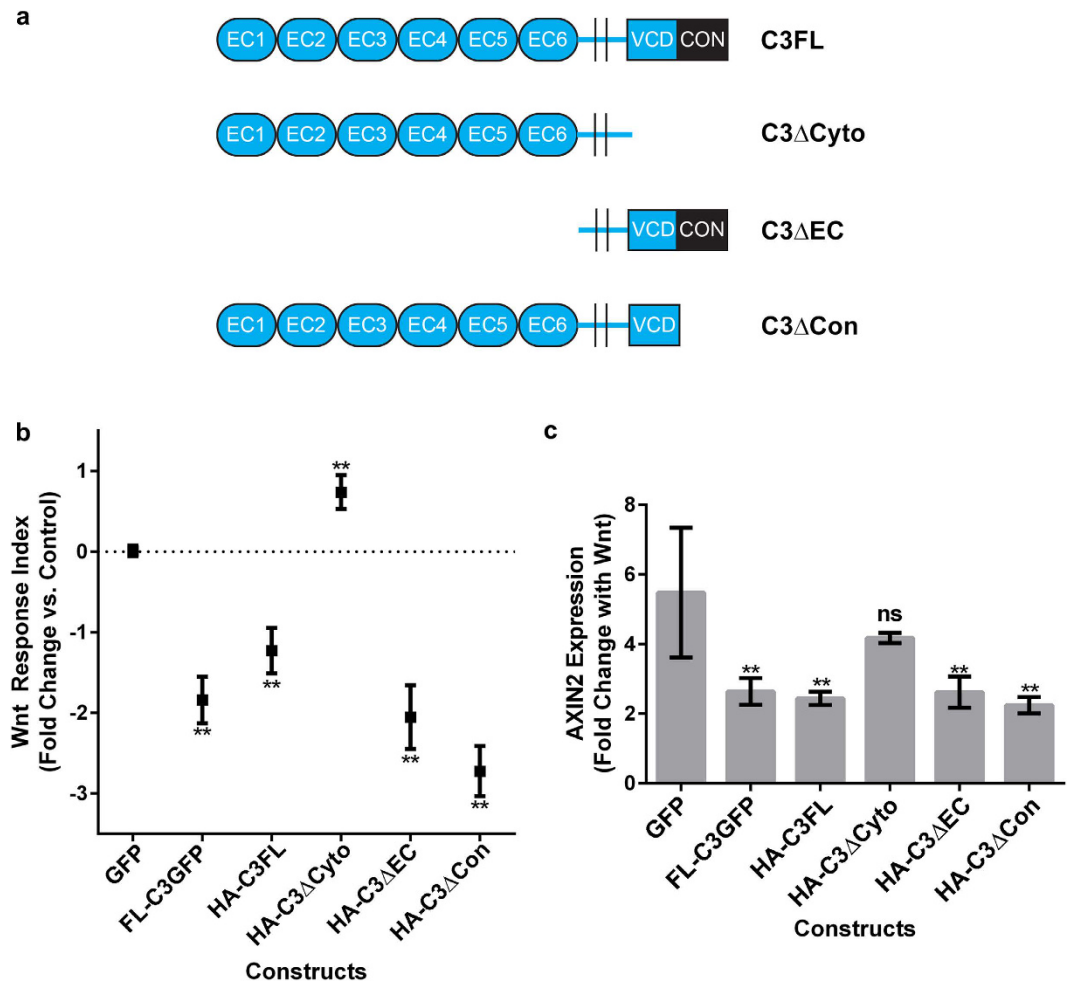 a
EC1 EC2 EC3 EC4 EC5 EC6 VCD CON C3FL
EC1 EC2 EC3 EC4 EC5 EC6 C3ΔCyto
VCD CON C3ΔEC
EC1 EC2 EC3 EC4 EC5 EC6 VCD C3ΔCon
b
Wnt Response Index
(Fold Change vs. Control)
1
0
-1
-2
-3
**
**
**
**
**
GFP
FL-C3GFP
HA-C3FL
HA-C3ΔCyto
HA-C3ΔEC
HA-C3ΔCon
Constructs
c
AXIN2 Expression
(Fold Change with Wnt)
8
6
4
2
0
**
**
ns
**
**
GFP
FL-C3GFP
HA-C3FL
HA-C3ΔCyto
HA-C3ΔEC
HA-C3ΔCon
Constructs